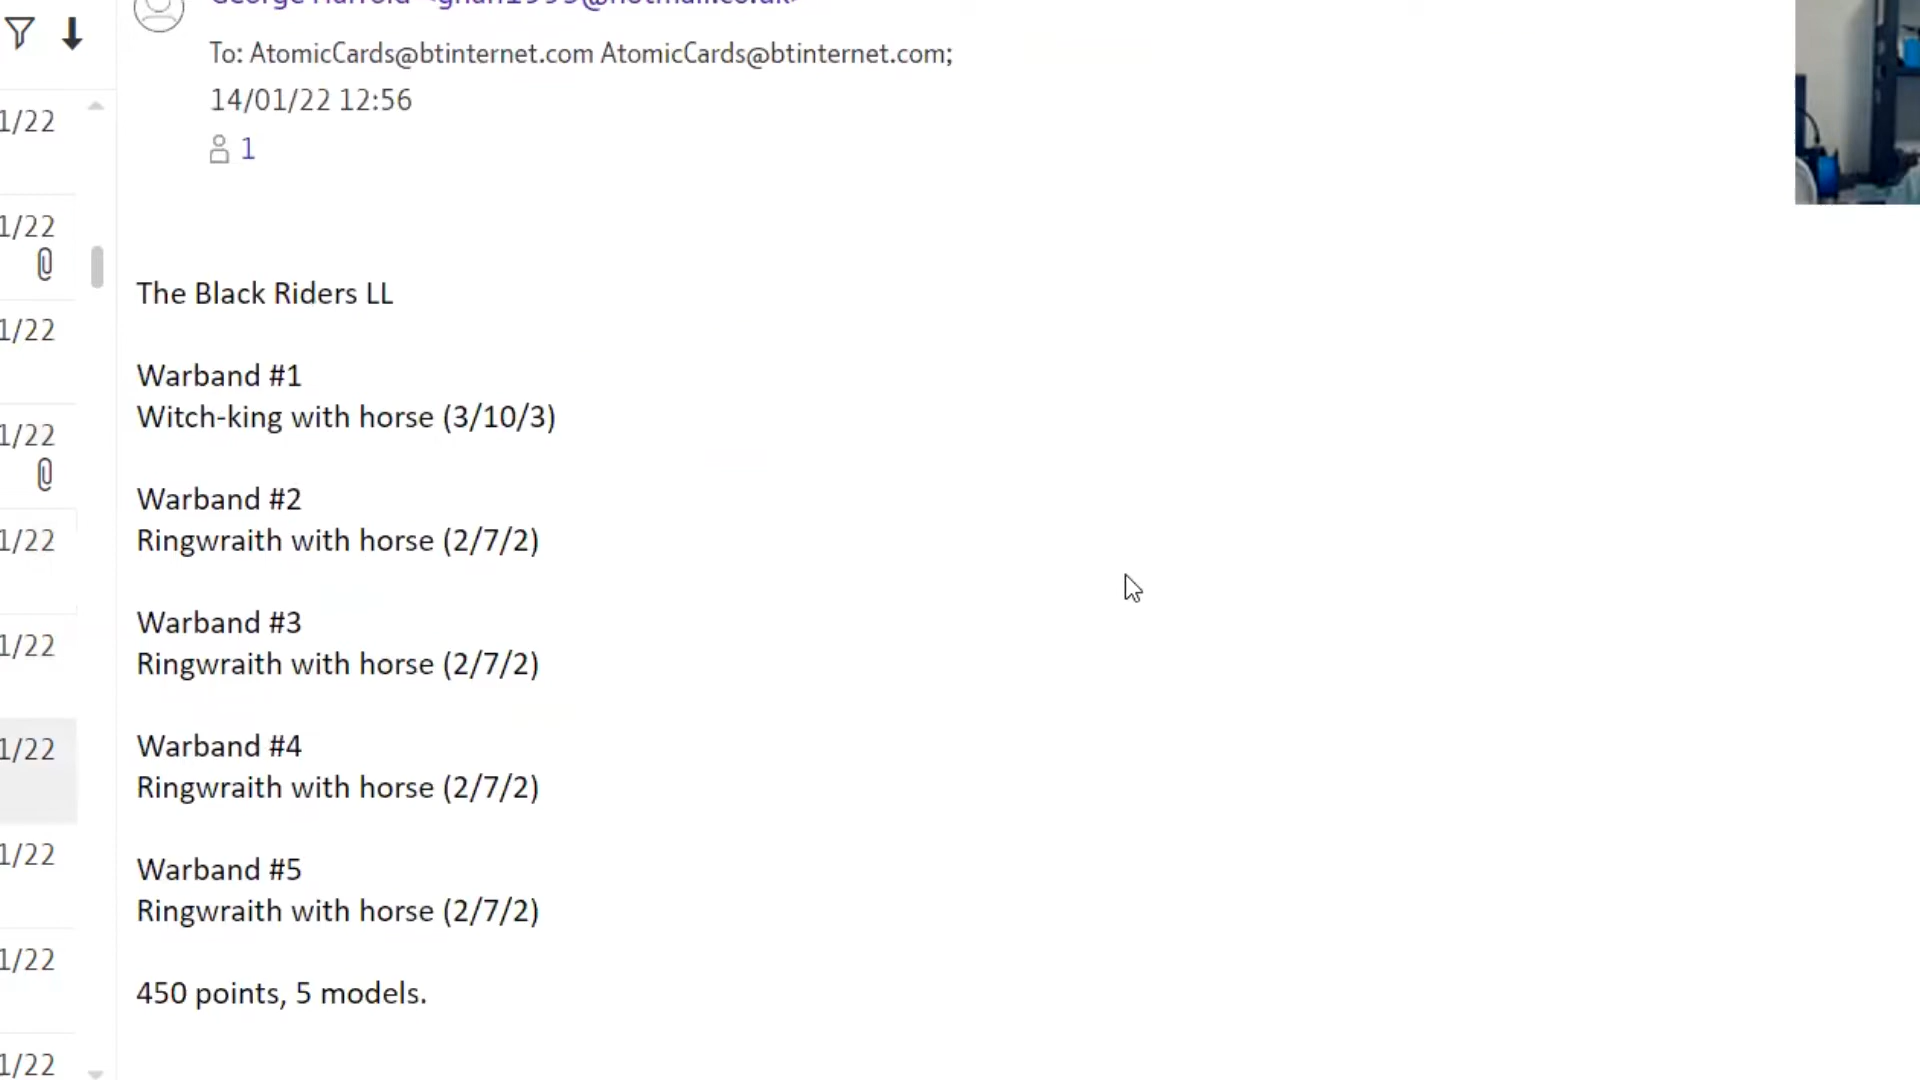 To: AtomicCards@btinternet.com AtomicCards@btinternet.com;
14/01/22 12:56
1
1/22
1/22
1/22
1/22
1/22
1/22
1/22
1/22
1/22
1/22
The Black Riders LL
Warband #1
Witch-king with horse (3/10/3)
Warband #2
Ringwraith with horse (2/7/2)
Warband #3
Ringwraith with horse (2/7/2)
Warband #4
Ringwraith with horse (2/7/2)
Warband #5
Ringwraith with horse (2/7/2)
450 points, 5 models.